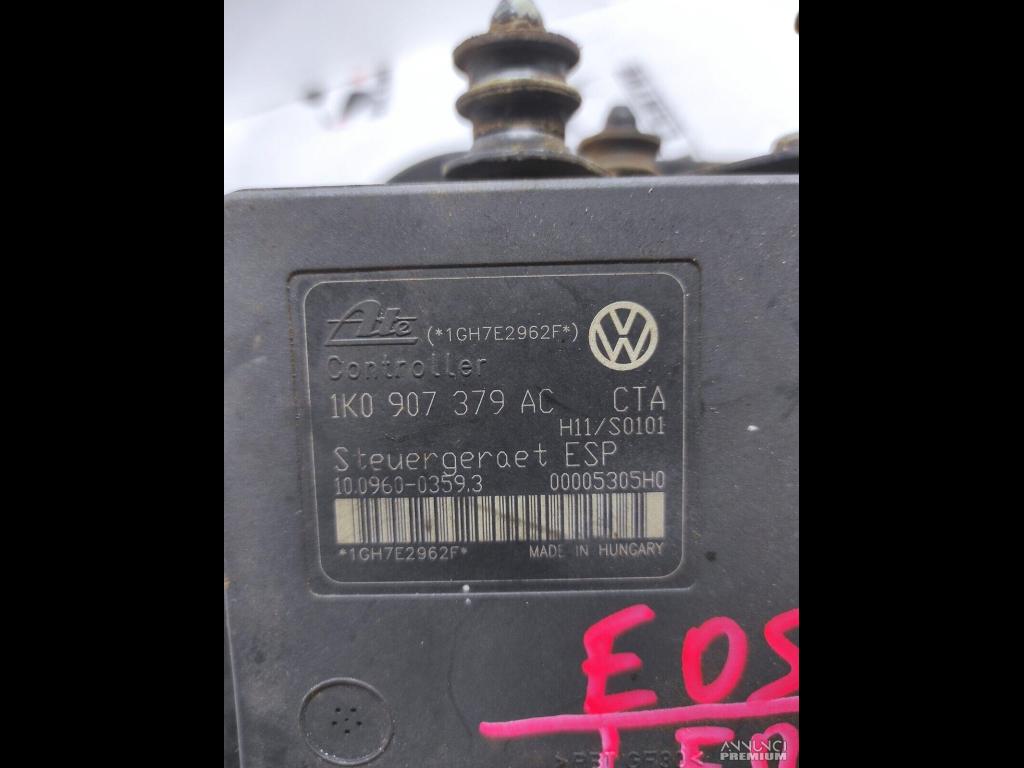 Ate (*1GH7E2962F*)
Controller
1K0 907 379 AC CTA
H11/S0101
Steuergeraet ESP
10.0960-0359.3 00005305H0
*1GH7E2962F* MADE IN HUNGARY
EOS
ANNUNCI
PREMIUM